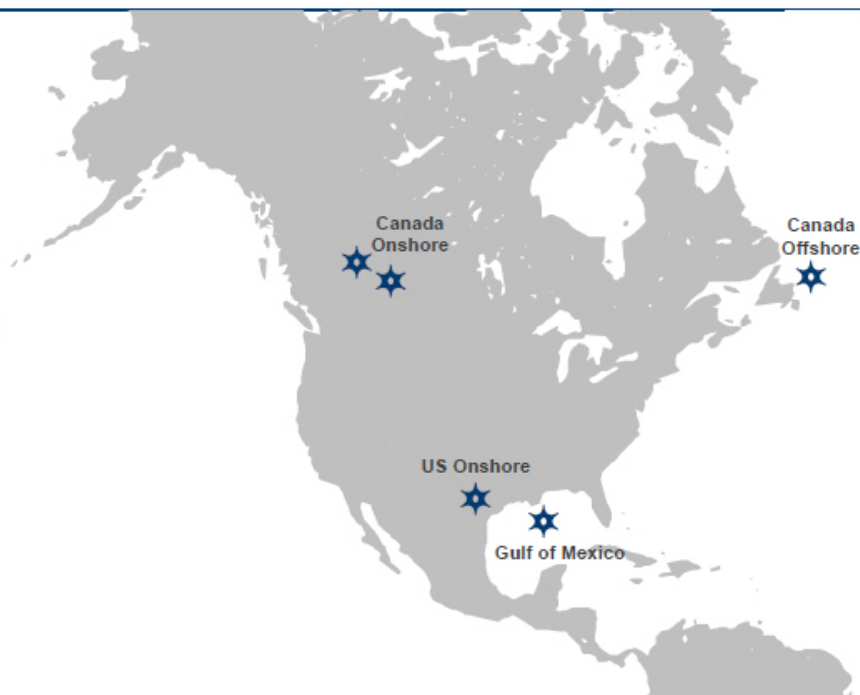 Canada
Onshore
Canada
Offshore
US Onshore
Gulf of Mexico